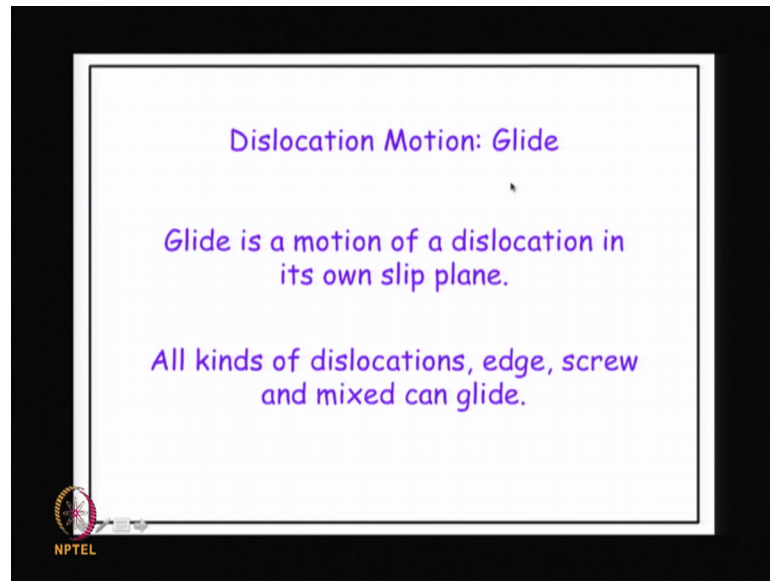 Dislocation Motion: Glide
Glide is a motion of a dislocation in
its own slip plane.
All kinds of dislocations, edge, screw
and mixed can glide.
NPTEL